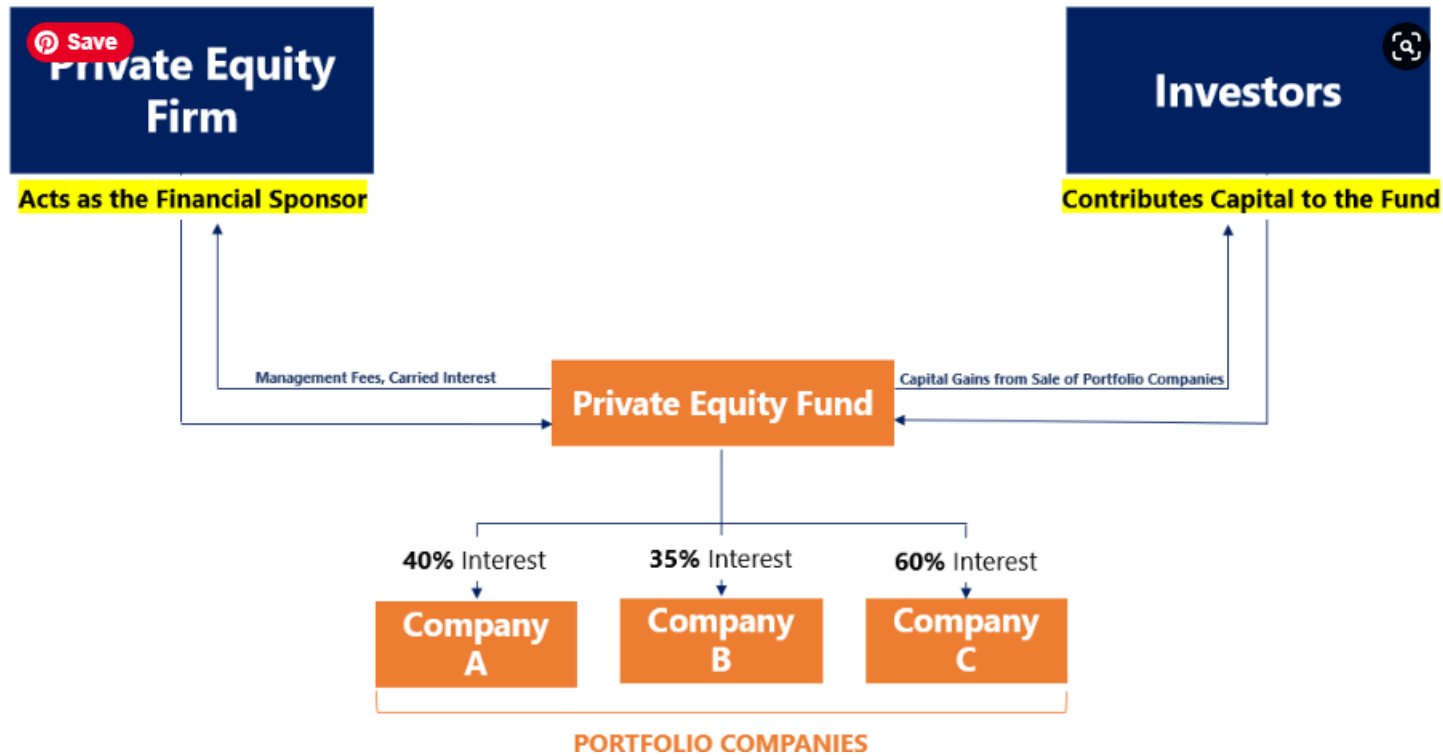 Save
Private Equity
Firm
Investors
Acts as the Financial Sponsor
Contributes Capital to the Fund
Management Fees, Carried Interest
Capital Gains from Sale of Portfolio Companies
Private Equity Fund
40% Interest
35% Interest
60% Interest
Company
A
Company
B
Company
C
PORTFOLIO COMPANIES